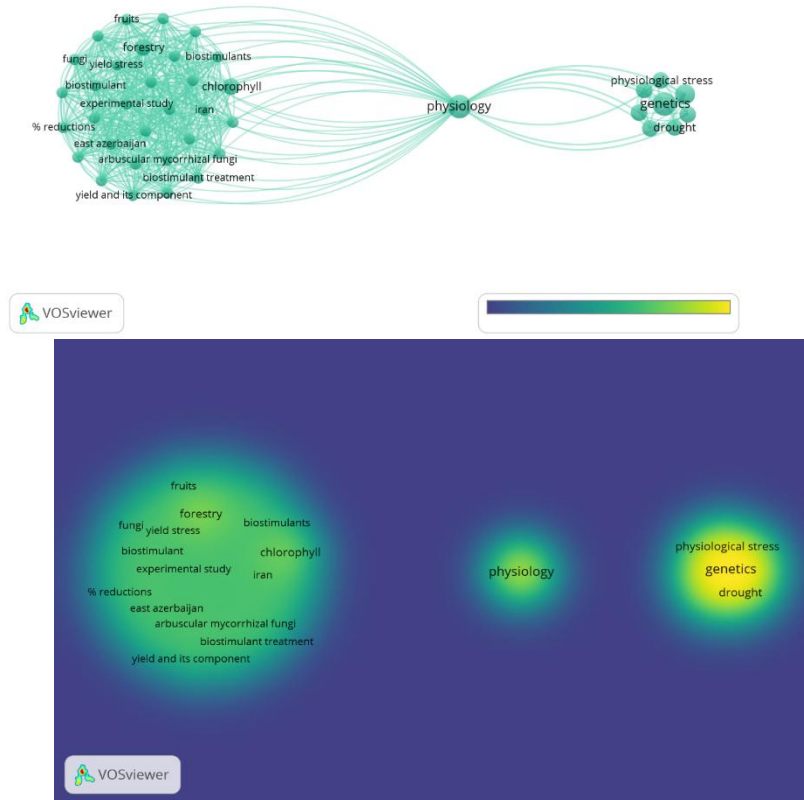 fruits
forestry
fungi
yield stress
biostimulants
biostimulant
chlorophyll
experimental study
iran
% reductions
east azerbaijan
arbuscular mycorrhizal fungi
biostimulant treatment
yield and its component
physiology
physiological stress
genetics
drought
VOSviewer
fruits
forestry
fungi
yield stress
biostimulants
biostimulant
chlorophyll
experimental study
iran
% reductions
east azerbaijan
arbuscular mycorrhizal fungi
biostimulant treatment
yield and its component
physiology
physiological stress
genetics
drought
VOSviewer